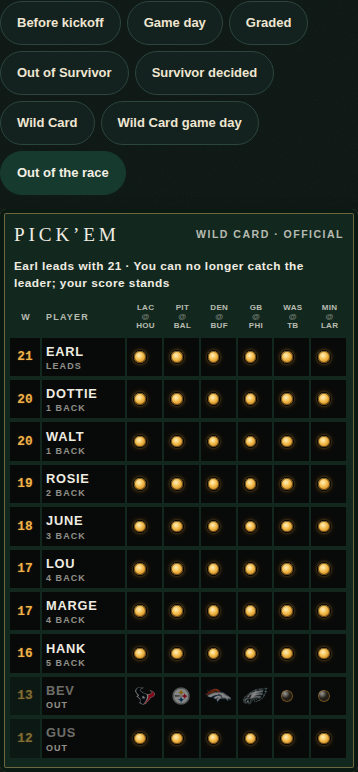 Before kickoff
Game day
Graded
Out of Survivor
Survivor decided
Wild Card
Wild Card game day
Out of the race
PICK’EM
WILD CARD · OFFICIAL
Earl leads with 21 · You can no longer catch the
leader; your score stands
W PLAYER LAC @ HOU PIT @ BAL DEN @ BUF GB @ PHI WAS @ TB MIN @ LAR
21 EARL
LEADS
20 DOTTIE
1 BACK
20 WALT
1 BACK
19 ROSIE
2 BACK
18 JUNE
3 BACK
17 LOU
4 BACK
17 MARGE
4 BACK
16 HANK
5 BACK
13 BEV
OUT
12 GUS
OUT